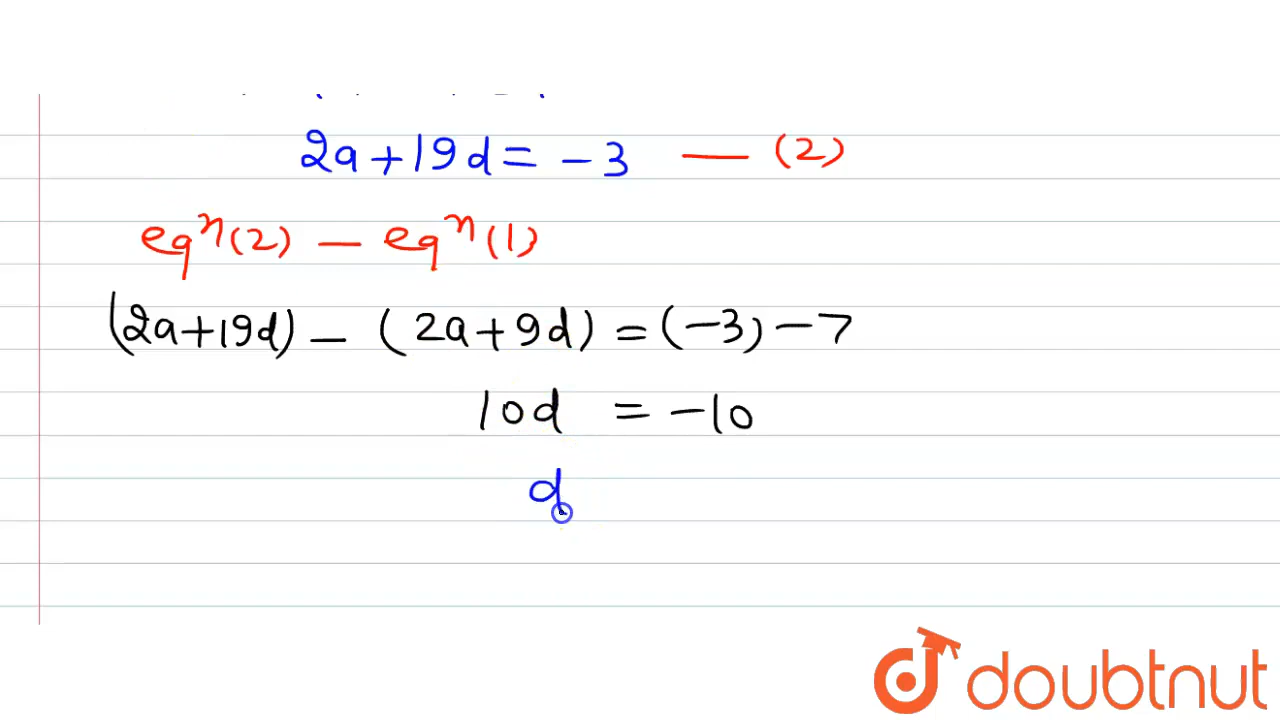 2a + 19d = -3 — (2)
eqⁿ(2) — eqⁿ(1)
(2a+19d) - (2a+9d) = (-3) - 7
10d = -10
d
doubtnut